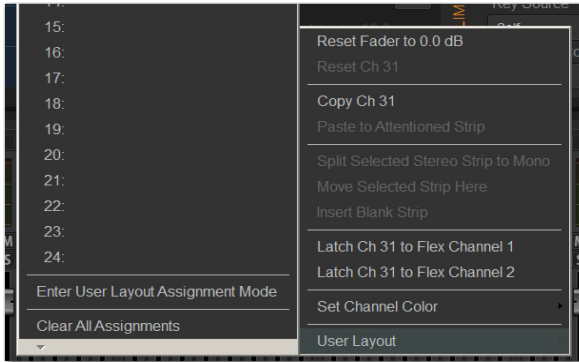 15:
16:
17:
18:
19:
20:
21:
22:
23:
24:
Enter User Layout Assignment Mode
Clear All Assignments
Key Source
Reset Fader to 0.0 dB
Reset Ch 31
Copy Ch 31
Paste to Attentioned Strip
Split Selected Stereo Strip to Mono
Move Selected Strip Here
Insert Blank Strip
Latch Ch 31 to Flex Channel 1
Latch Ch 31 to Flex Channel 2
Set Channel Color
User Layout